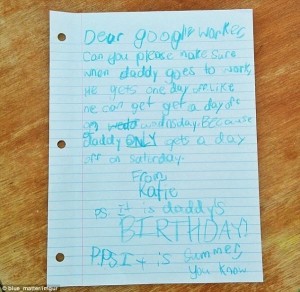 Dear google worker
Can you please make sure
when daddy goes to work
He gets one day off. Like
he can get get a day off
on wedd wednesday. Because
daddy ONLY gets a day
off on saturday.
From,
Katie
P.S. It is daddy's
BIRTHDAY!
P.P.S It is summer,
you know
© blue_matter/imgur